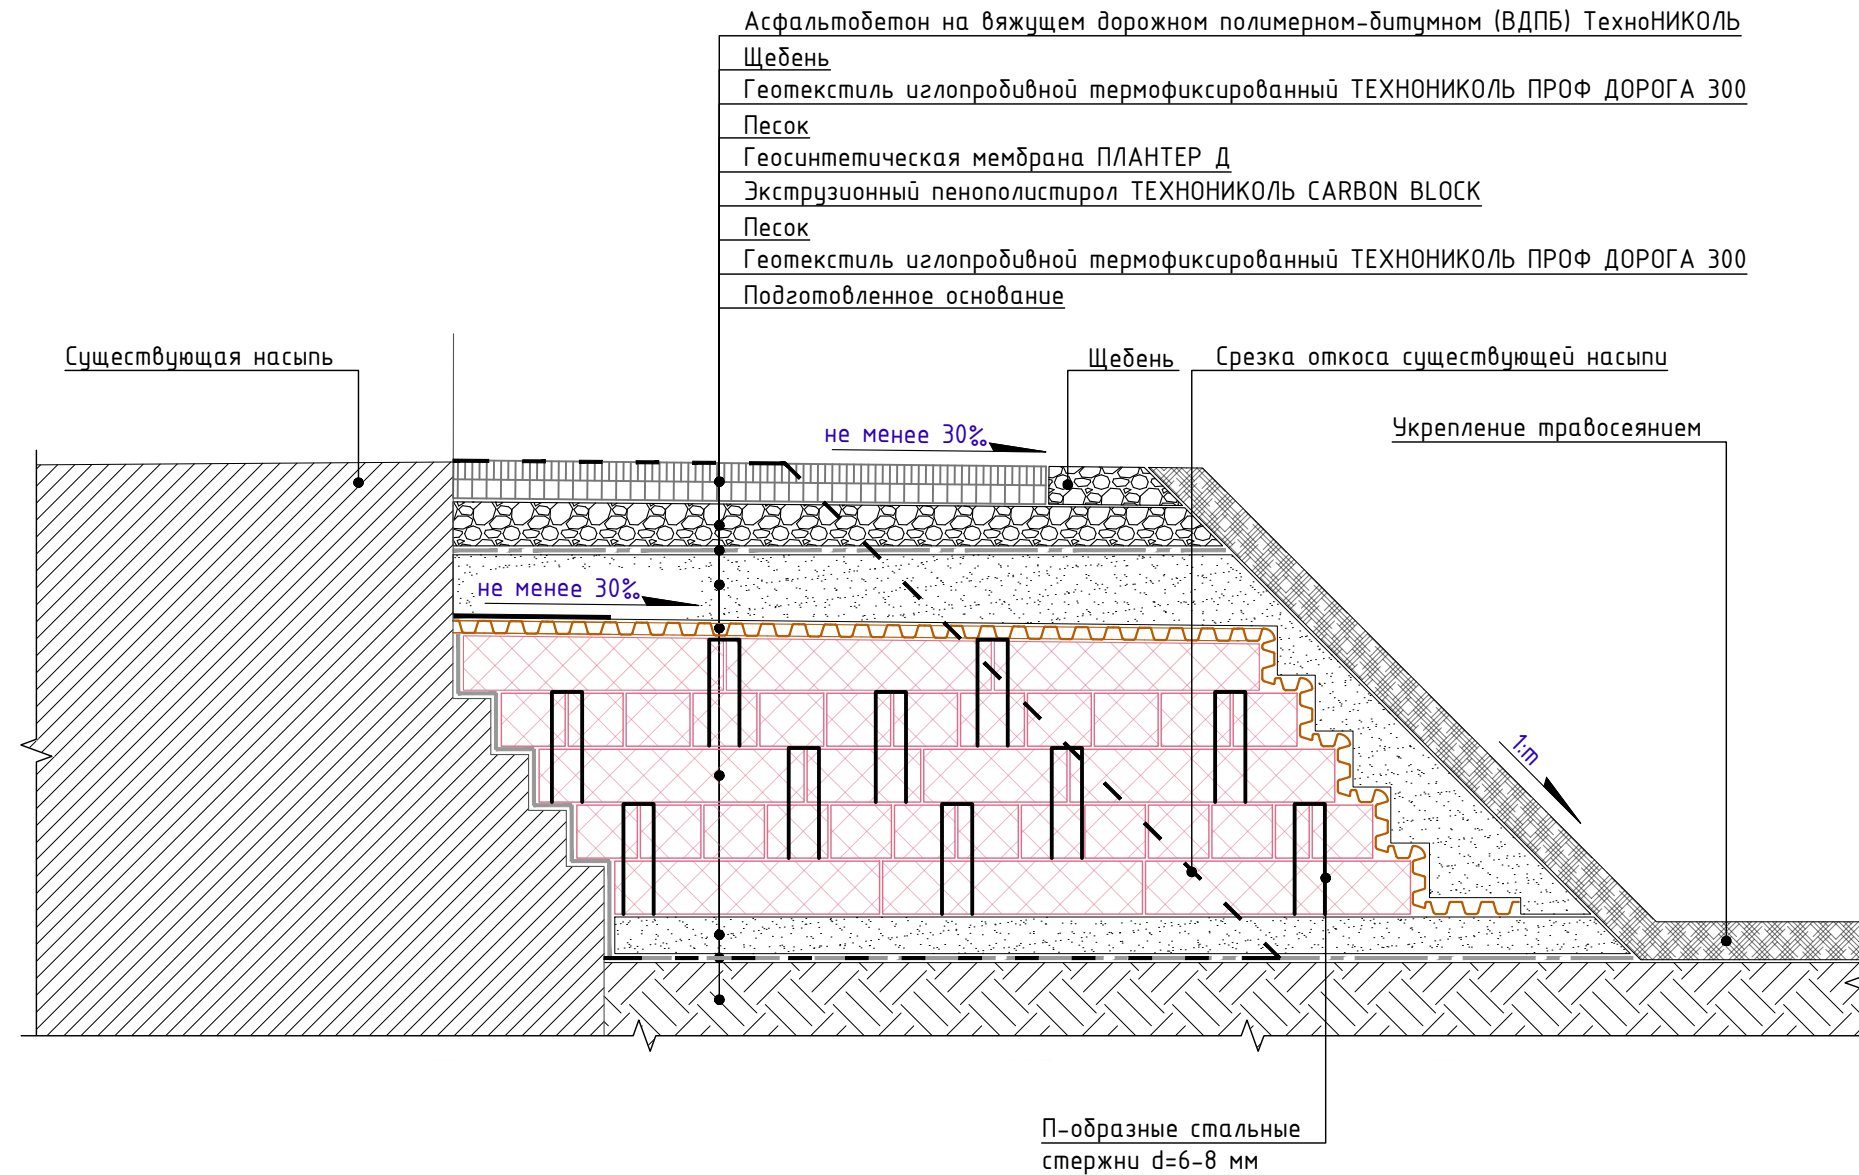 Асфальтобетон на вяжущем дорожном полимерном-битумном (ВДПБ) ТехноНИКОЛЬ
Щебень
Геотекстиль иглопробивной термофиксированный ТЕХНОНИКОЛЬ ПРОФ ДОРОГА 300
Песок
Геосинтетическая мембрана ПЛАНТЕР Д
Экструзионный пенополистирол ТЕХНОНИКОЛЬ CARBON BLOCK
Песок
Геотекстиль иглопробивной термофиксированный ТЕХНОНИКОЛЬ ПРОФ ДОРОГА 300
Подготовленное основание
Существующая насыпь
Щебень
Срезка откоса существующей насыпи
Укрепление травосеянием
не менее 30‰
не менее 30‰
1:m
П-образные стальные
стержни d=6-8 мм